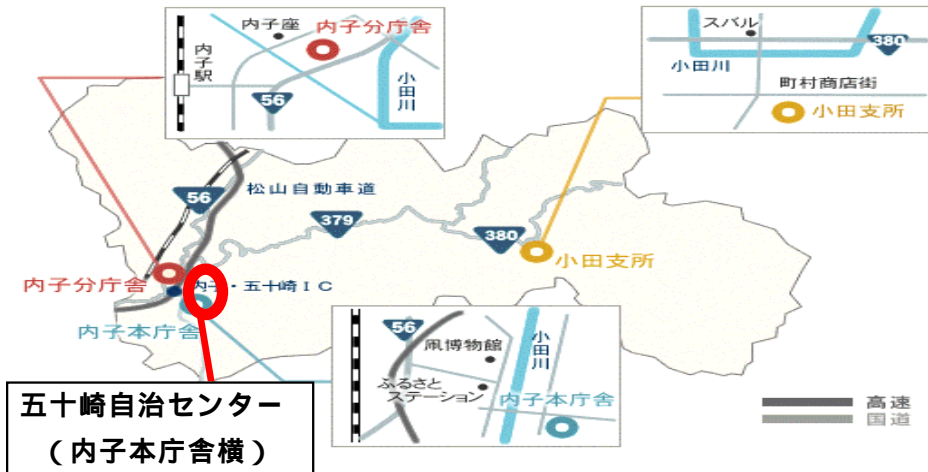 内子座
内子分庁舎
内子駅
56
小田川
スバル
380
小田川
町村商店街
小田支所
56
松山自動車道
379
380
小田支所
内子分庁舎
内子・五十崎IC
内子本庁舎
56
凧博物館
小田川
ふるさと
ステーション
内子本庁舎
五十崎自治センター
(内子本庁舎横)
高速
国道